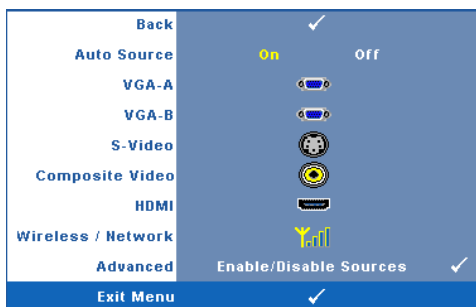 Back
Auto Source On Off
VGA-A
VGA-B
S-Video
Composite Video
HDMI
Wireless / Network
Advanced Enable/Disable Sources
Exit Menu